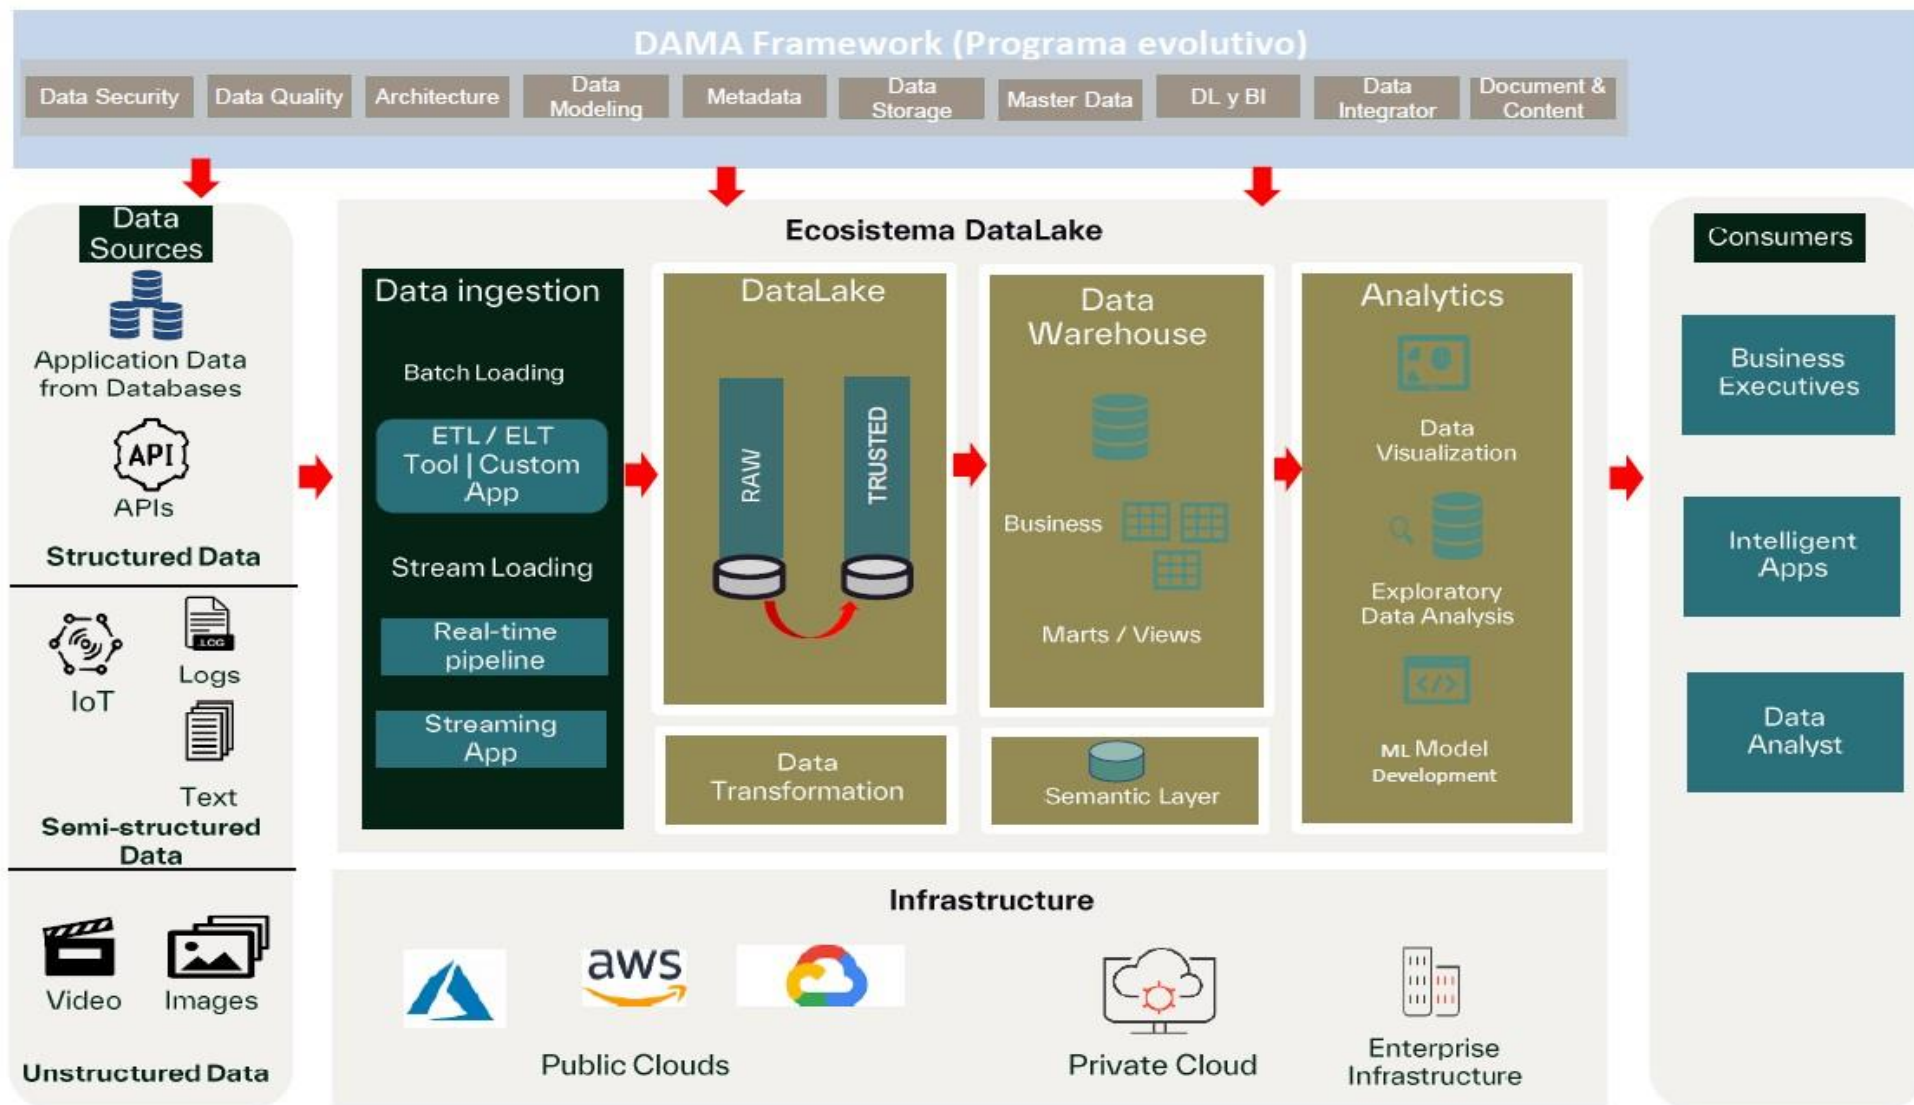 DAMA Framework (Programa evolutivo)
Data Security
Data Quality
Architecture
Data
Modeling
Metadata
Data
Storage
Master Data
DL y BI
Data
Integrator
Document &
Content
Data
Sources
Application Data
from Databases
API
APIs
Structured Data
IoT
LOG
Logs
Text
Semi-structured
Data
Video
Images
Unstructured Data
Ecosistema DataLake
Data ingestion
Batch Loading
ETL / ELT
Tool | Custom
App
Stream Loading
Real-time
pipeline
Streaming
App
DataLake
RAW
TRUSTED
Data
Transformation
Data
Warehouse
Business
Marts / Views
Semantic Layer
Analytics
Data
Visualization
Exploratory
Data Analysis
</>
ML Model
Development
Infrastructure
aws
Public Clouds
Private Cloud
Enterprise
Infrastructure
Consumers
Business
Executives
Intelligent
Apps
Data
Analyst